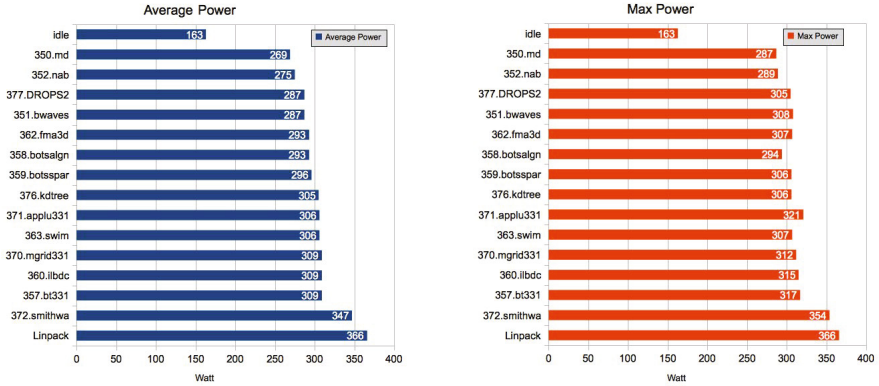 Average Power
Average Power
idle 163
350.md 269
352.nab 275
377.DROPS2 287
351.bwaves 287
362.fma3d 293
358.botsalgn 293
359.botsspar 296
376.kdtree 305
371.applu331 306
363.swim 306
370.mgrid331 309
360.ilbdc 309
357.bt331 309
372.smithwa 347
Linpack 366
0 50 100 150 200 250 300 350 400
Watt
Max Power
Max Power
idle 163
350.md 287
352.nab 289
377.DROPS2 305
351.bwaves 308
362.fma3d 307
358.botsalgn 294
359.botsspar 306
376.kdtree 306
371.applu331 321
363.swim 307
370.mgrid331 312
360.ilbdc 315
357.bt331 317
372.smithwa 354
Linpack 366
0 50 100 150 200 250 300 350 400
Watt